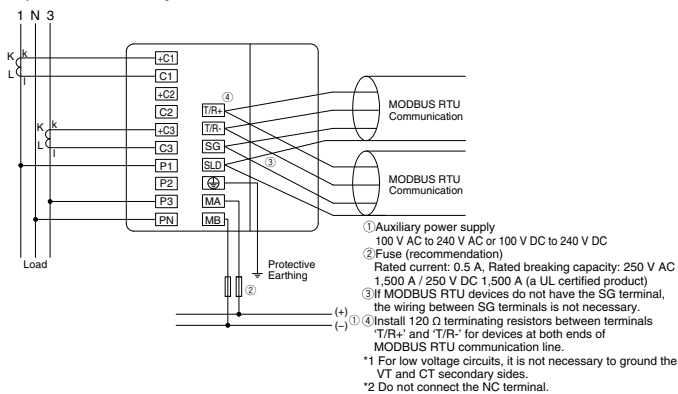 1 N 3
K k
L l
K k
L l
+C1
C1
+C2
C2
+C3
C3
P1
P2
P3
PN
④
T/R+
T/R-
SG
SLD
MA
MB
③
MODBUS RTU
Communication
MODBUS RTU
Communication
Load
Protective
Earthing
②
(+)
(−)
①
①Auxiliary power supply
100 V AC to 240 V AC or 100 V DC to 240 V DC
②Fuse (recommendation)
Rated current: 0.5 A, Rated breaking capacity: 250 V AC
1,500 A / 250 V DC 1,500 A (a UL certified product)
③If MODBUS RTU devices do not have the SG terminal,
the wiring between SG terminals is not necessary.
④Install 120 Ω terminating resistors between terminals
‘T/R+’ and ‘T/R-’ for devices at both ends of
MODBUS RTU communication line.
*1 For low voltage circuits, it is not necessary to ground the
VT and CT secondary sides.
*2 Do not connect the NC terminal.